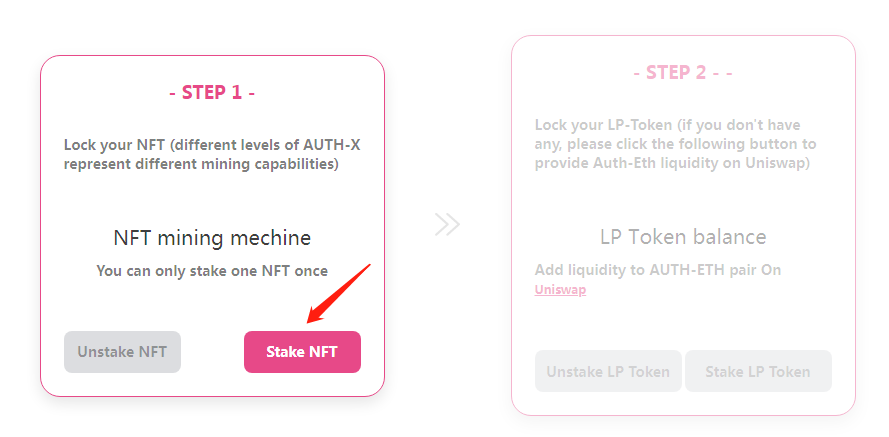 - STEP 1 -
Lock your NFT (different levels of AUTH-X
represent different mining capabilities)
NFT mining mechine
You can only stake one NFT once
Unstake NFT
Stake NFT
- STEP 2 - -
Lock your LP-Token (if you don't have
any, please click the following button to
provide Auth-Eth liquidity on Uniswap)
LP Token balance
Add liquidity to AUTH-ETH pair On
Uniswap
Unstake LP Token
Stake LP Token